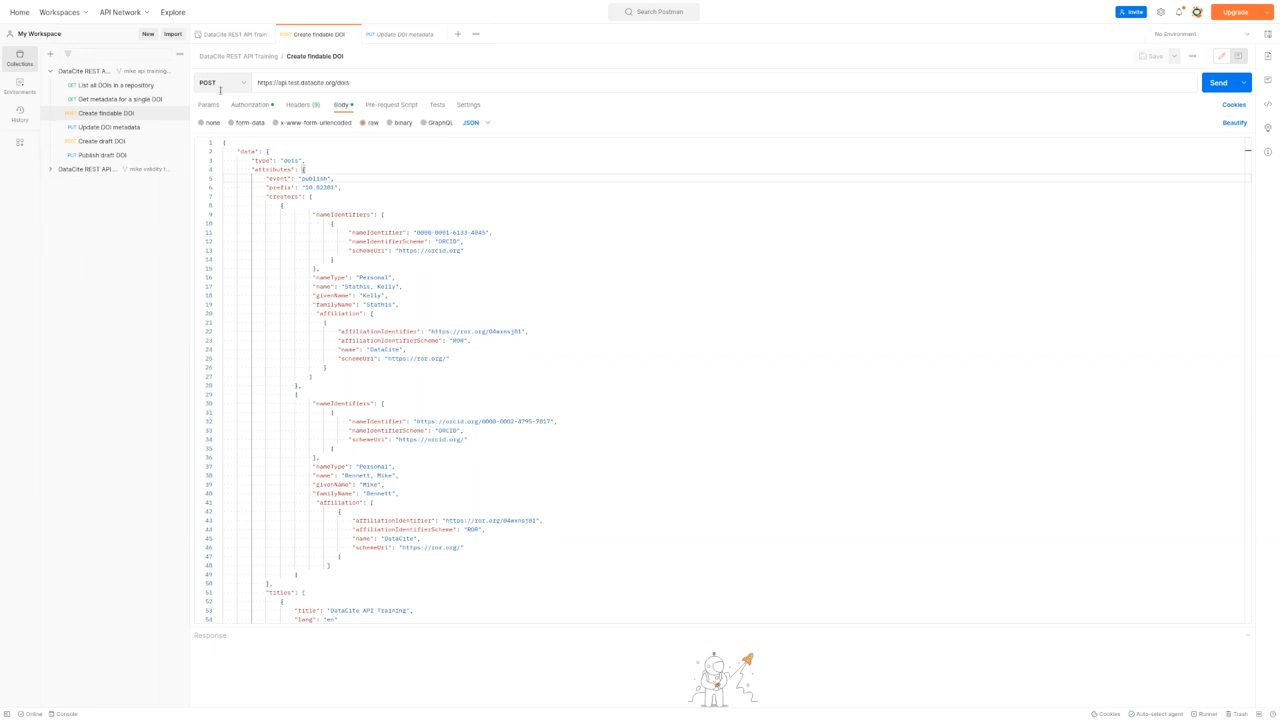 Home Workspaces API Network Explore Search Postman Invite Upgrade
My Workspace New Import DataCite REST API Trainin POST Create findable DOI PUT Update DOI metadata No Environment
DataCite REST API Training / Create findable DOI Save
Collections
Environments
History
DataCite REST A... mike api training...
GET List all DOIs in a repository
GET Get metadata for a single DOI
POST Create findable DOI
PUT Update DOI metadata
POST Create draft DOI
PUT Publish draft DOI
DataCite REST API ... mike validity t...
POST https://api.test.datacite.org/dois Send
Params Authorization Headers (9) Body Pre-request Script Tests Settings Cookies
none form-data x-www-form-urlencoded raw binary GraphQL JSON Beautify
1 {
2 "data": {
3 "type": "dois",
4 "attributes": {
5 "event": "publish",
6 "prefix": "10.82381",
7 "creators": [
8 {
9 "nameIdentifiers": [
10 {
11 "nameIdentifier": "0000-0001-6133-4045",
12 "nameIdentifierScheme": "ORCID",
13 "schemeUri": "https://orcid.org"
14 }
15 ],
16 "nameType": "Personal",
17 "name": "Stathis, Kelly",
18 "givenName": "Kelly",
19 "familyName": "Stathis",
20 "affiliation": [
21 {
22 "affiliationIdentifier": "https://ror.org/04wxnsj81",
23 "affiliationIdentifierScheme": "ROR",
24 "name": "DataCite",
25 "schemeUri": "https://ror.org/"
26 }
27 ]
28 },
29 {
30 "nameIdentifiers": [
31 {
32 "nameIdentifier": "https://orcid.org/0000-0002-4795-7817",
33 "nameIdentifierScheme": "ORCID",
34 "schemeUri": "https://orcid.org/"
35 }
36 ],
37 "nameType": "Personal",
38 "name": "Bennett, Mike",
39 "givenName": "Mike",
40 "familyName": "Bennett",
41 "affiliation": [
42 {
43 "affiliationIdentifier": "https://ror.org/04wxnsj81",
44 "affiliationIdentifierScheme": "ROR",
45 "name": "DataCite",
46 "schemeUri": "https://ror.org/"
47 }
48 ]
49 }
50 ],
51 "titles": [
52 {
53 "title": "DataCite API Training",
54 "lang": "en"
Response
Online Console Cookies Auto-select agent Runner Trash